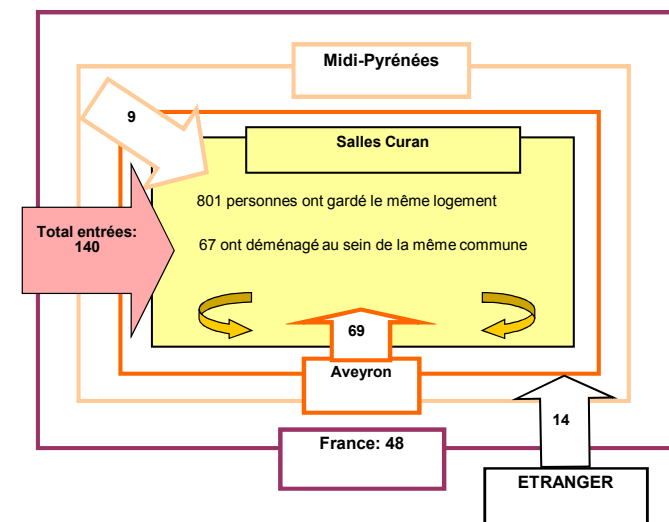 Midi-Pyrénées
9
Salles Curan
801 personnes ont gardé le même logement
Total entrées:
140
67 ont déménagé au sein de la même commune
69
Aveyron
14
France: 48
ETRANGER